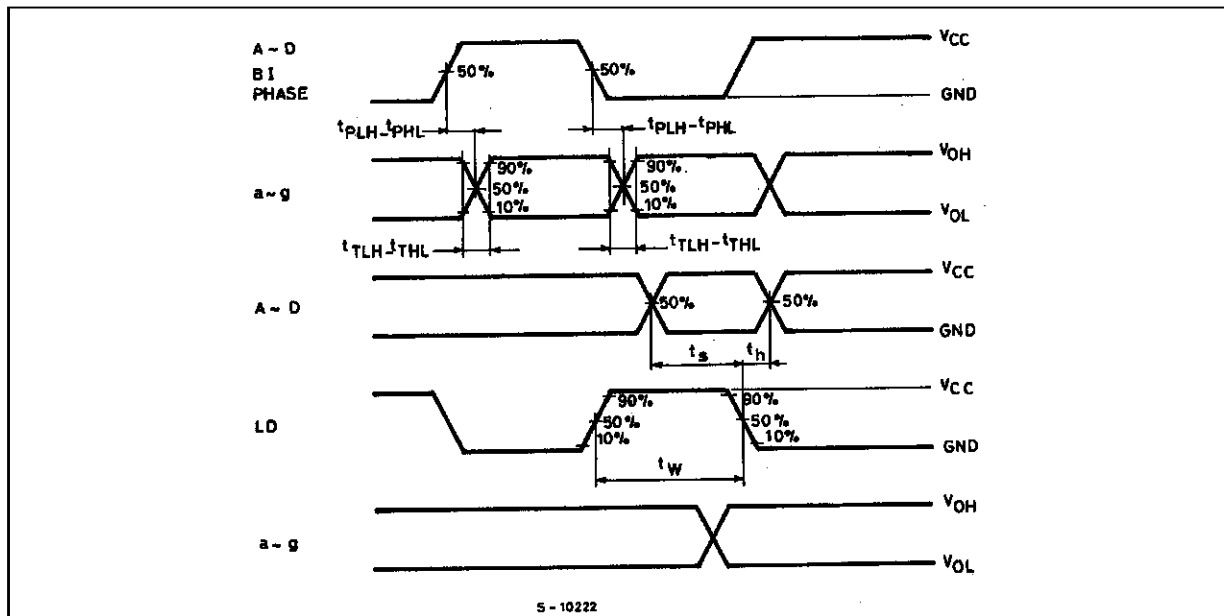 A ~ D
BI
PHASE
50%
50%
VCC
GND
tPLH-tPHL
tPLH-tPHL
a~g
90%
50%
10%
90%
50%
10%
VOH
VOL
tTLH-tTHL
tTLH-tTHL
A ~ D
50%
50%
VCC
GND
ts
th
LD
90%
50%
10%
90%
50%
10%
VCC
GND
tW
a~g
VOH
VOL
S-10222